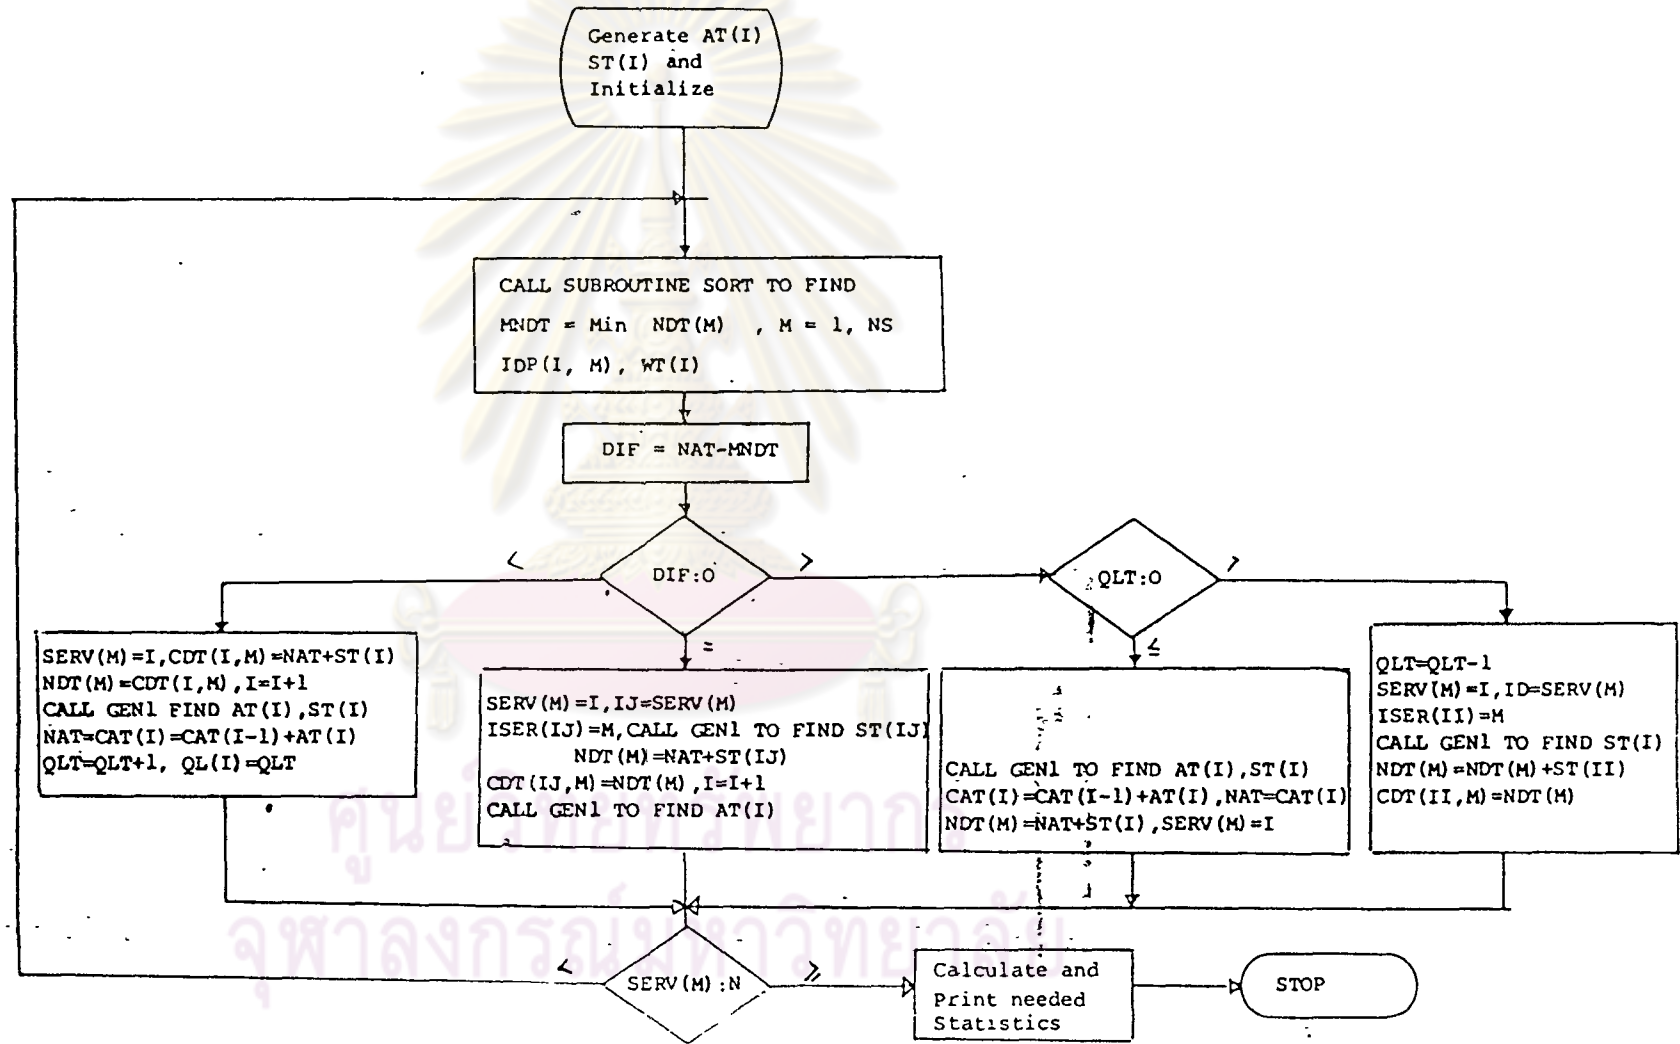 Generate AT(I)
ST(I) and
Initialize
CALL SUBROUTINE SORT TO FIND
MNDT = Min NDT(M) , M = 1, NS
IDP(I, M), WT(I)
DIF = NAT-MNDT
<
DIF:O
>
=
QLT:O
>
≤
SERV(M)=I,CDT(I,M)=NAT+ST(I)
NDT(M)=CDT(I,M),I=I+1
CALL GEN1 FIND AT(I),ST(I)
NAT=CAT(I)=CAT(I-1)+AT(I)
QLT=QLT+1, QL(I)=QLT
SERV(M)=I,IJ=SERV(M)
ISER(IJ)=M,CALL GEN1 TO FIND ST(IJ)
NDT(M)=NAT+ST(IJ)
CDT(IJ,M)=NDT(M),I=I+1
CALL GEN1 TO FIND AT(I)
CALL GEN1 TO FIND AT(I),ST(I)
CAT(I)=CAT(I-1)+AT(I),NAT=CAT(I)
NDT(M)=NAT+ST(I),SERV(M)=I
QLT=QLT-1
SERV(M)=I,ID=SERV(M)
ISER(II)=M
CALL GEN1 TO FIND ST(I)
NDT(M)=NDT(M)+ST(II)
CDT(II,M)=NDT(M)
<
SERV(M):N
≥
Calculate and
Print needed
Statistics
STOP
ศูนย์วิทยทรัพยากร
จุฬาลงกรณ์มหาวิทยาลัย